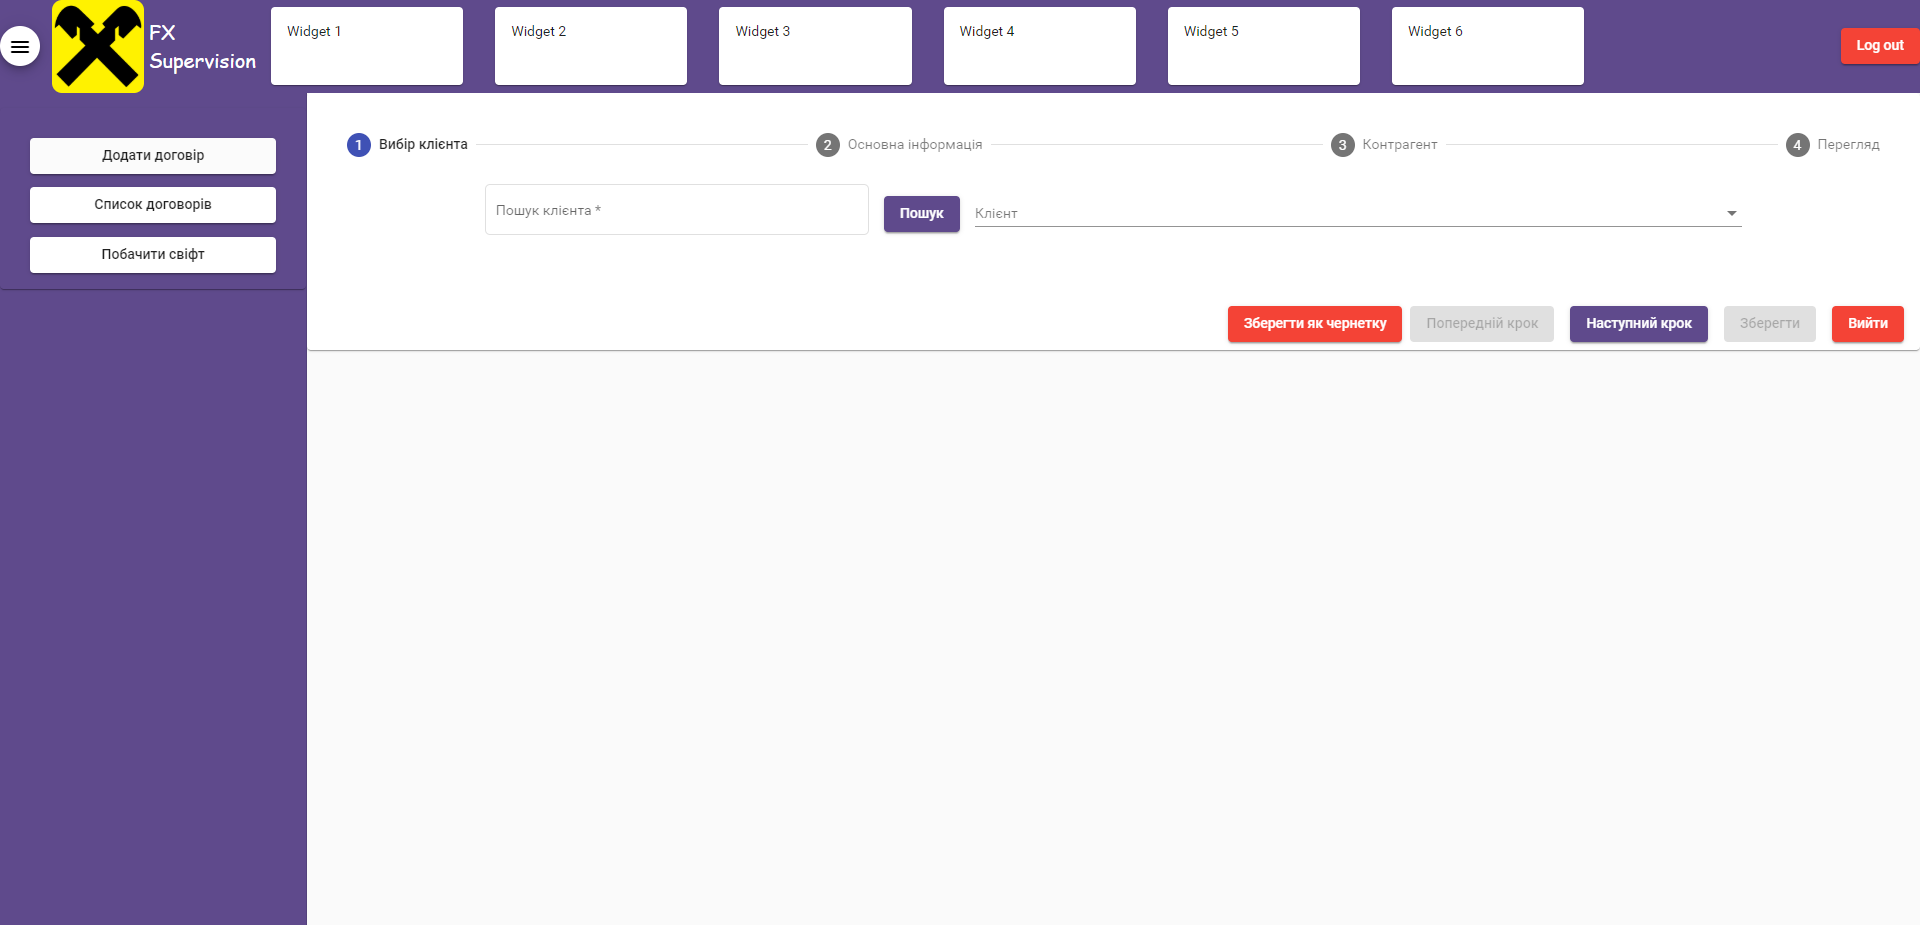 FX
Supervision
Widget 1
Widget 2
Widget 3
Widget 4
Widget 5
Widget 6
Log out
Додати договір
Список договорів
Побачити свіфт
1 Вибір клієнта
2 Основна інформація
3 Контрагент
4 Перегляд
Пошук клієнта *
Пошук
Клієнт
Зберегти як чернетку
Попередній крок
Наступний крок
Зберегти
Вийти